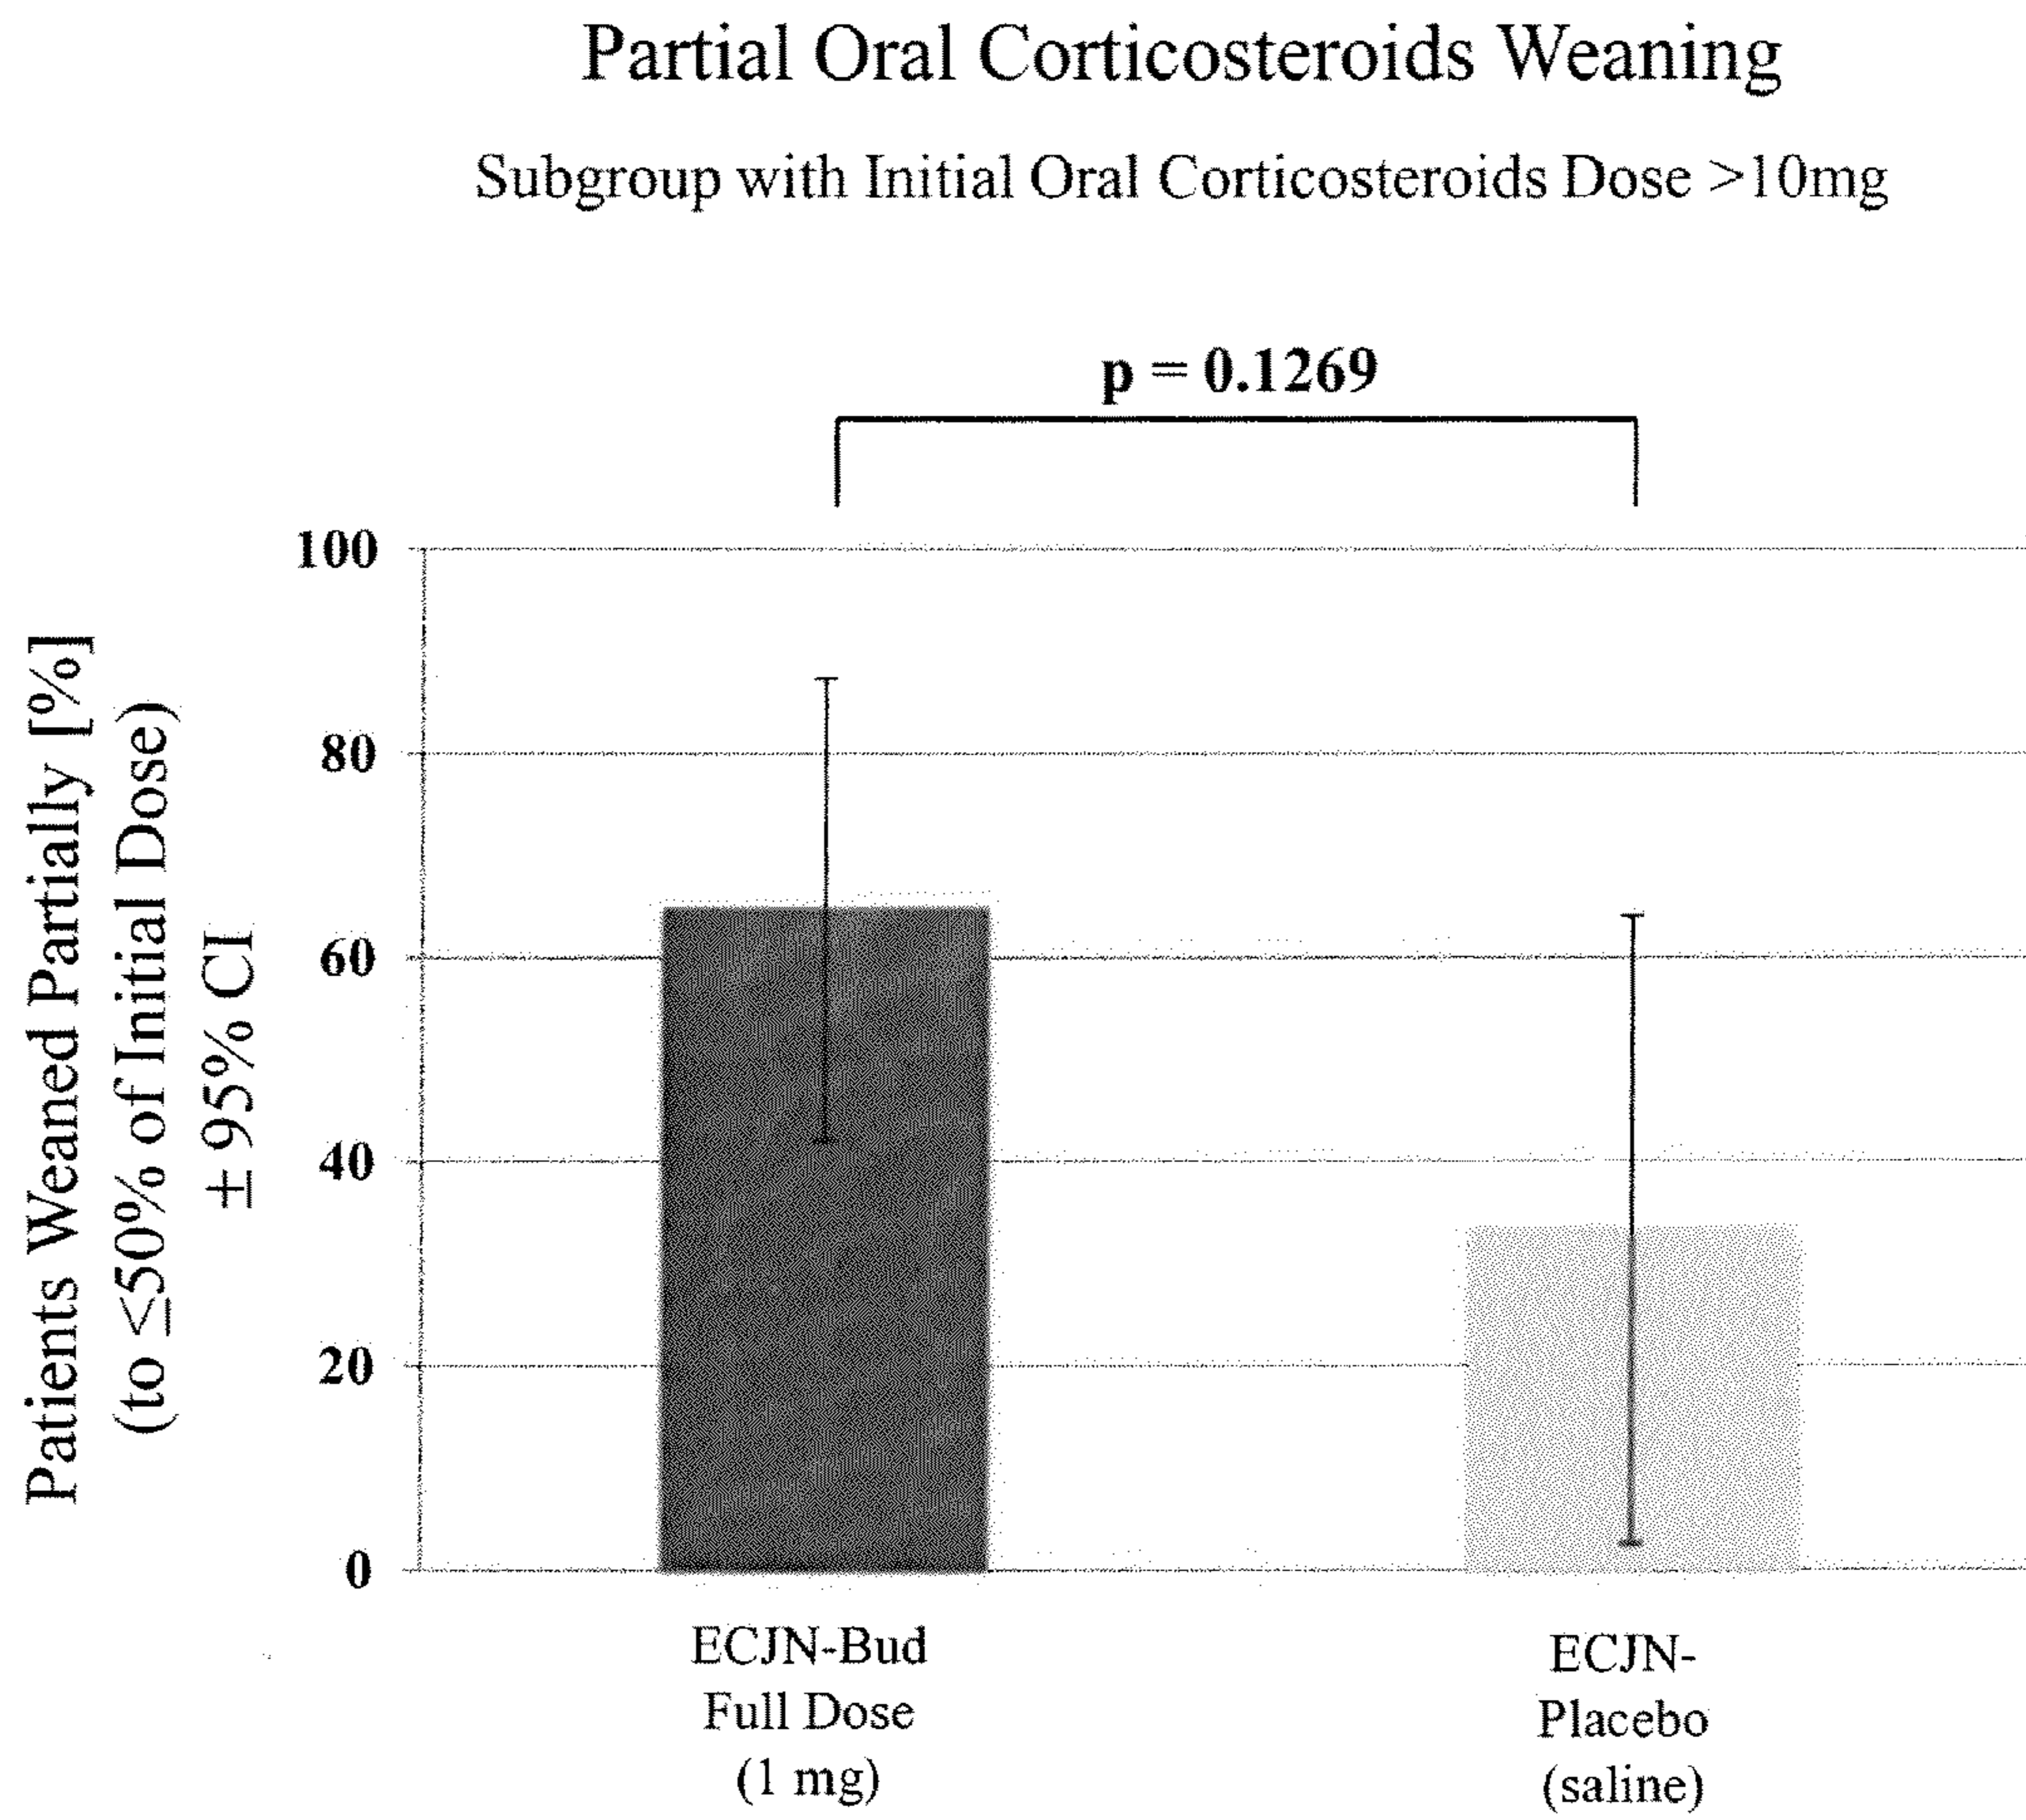 Partial Oral Corticosteroids Weaning
Subgroup with Initial Oral Corticosteroids Dose >10mg
p = 0.1269
Patients Weaned Partially [%]
(to ≤50% of Initial Dose)
± 95% CI
100
80
60
40
20
0
ECJN-Bud
Full Dose
(1 mg)
ECJN-
Placebo
(saline)